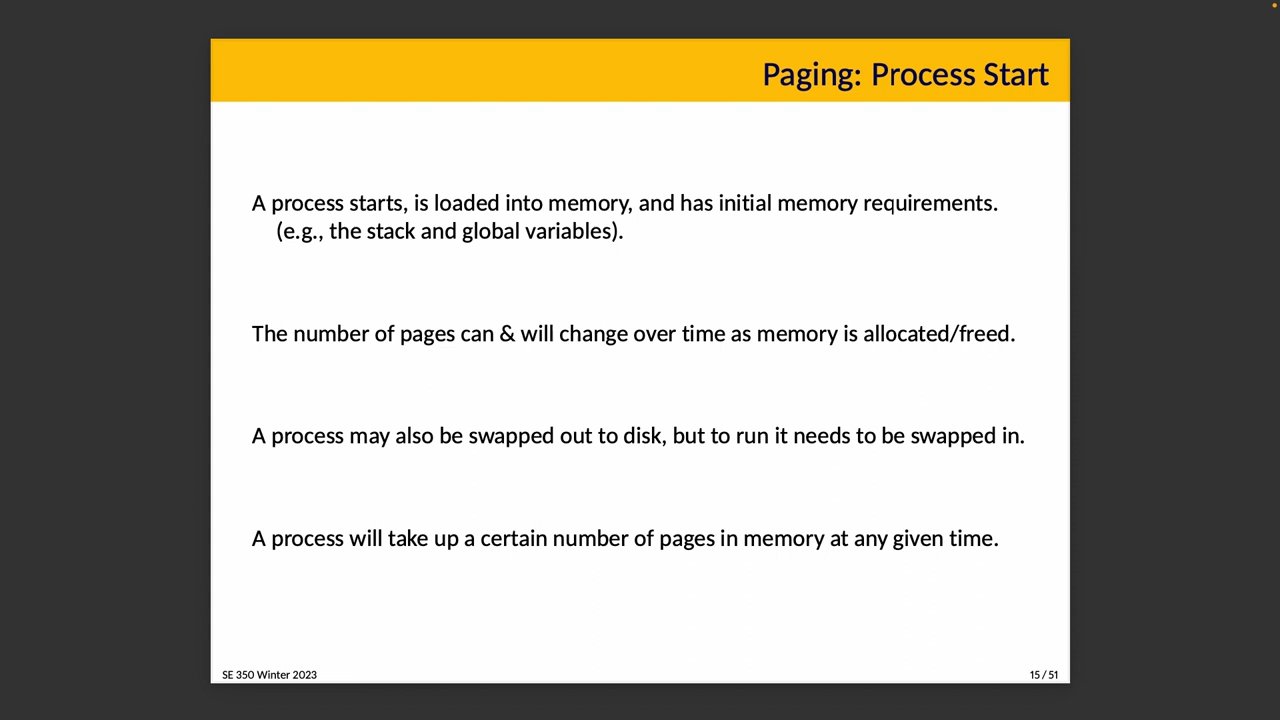 Paging: Process Start
A process starts, is loaded into memory, and has initial memory requirements.
(e.g., the stack and global variables).
The number of pages can & will change over time as memory is allocated/freed.
A process may also be swapped out to disk, but to run it needs to be swapped in.
A process will take up a certain number of pages in memory at any given time.
SE 350 Winter 2023
15 / 51